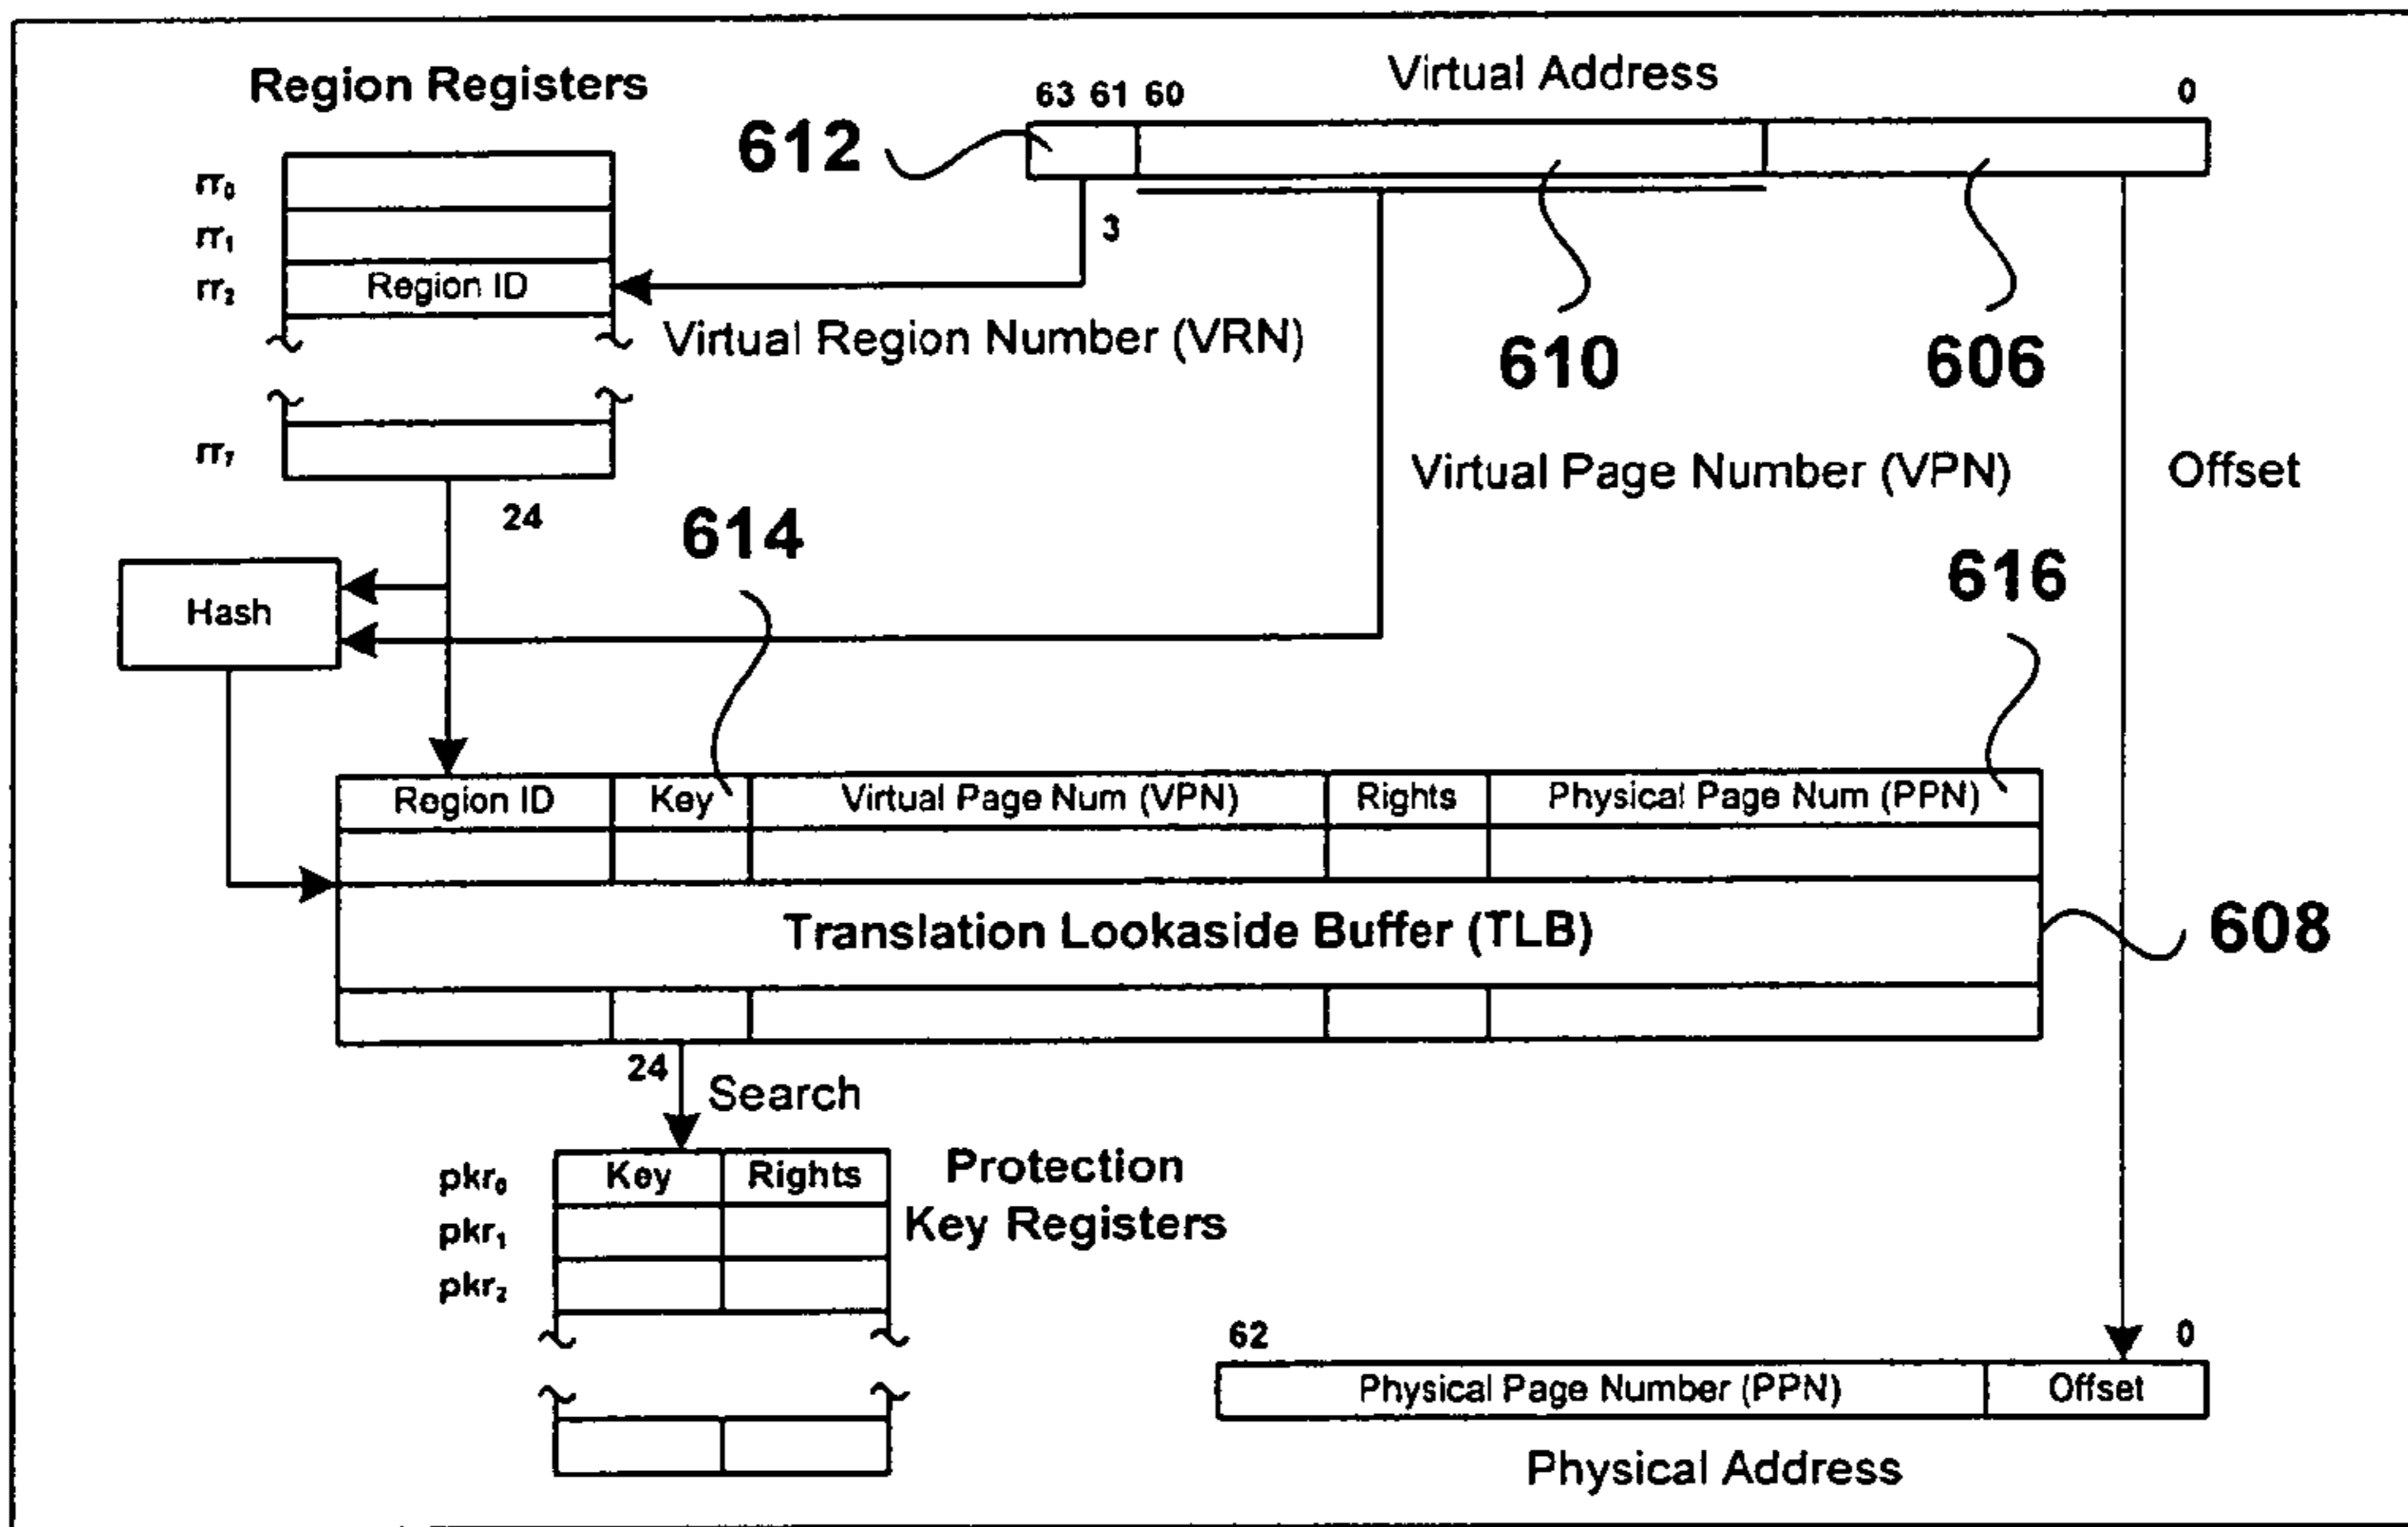 Region Registers
Virtual Address
63 61 60
0
612
rr₀
rr₁
rr₂
Region ID
3
Virtual Region Number (VRN)
610
606
rr₇
Virtual Page Number (VPN)
Offset
24
614
616
Hash
Region ID Key Virtual Page Num (VPN) Rights Physical Page Num (PPN)
Translation Lookaside Buffer (TLB)
608
24
Search
pkr₀ Key Rights
pkr₁
pkr₂
Protection
Key Registers
62
0
Physical Page Number (PPN) Offset
Physical Address